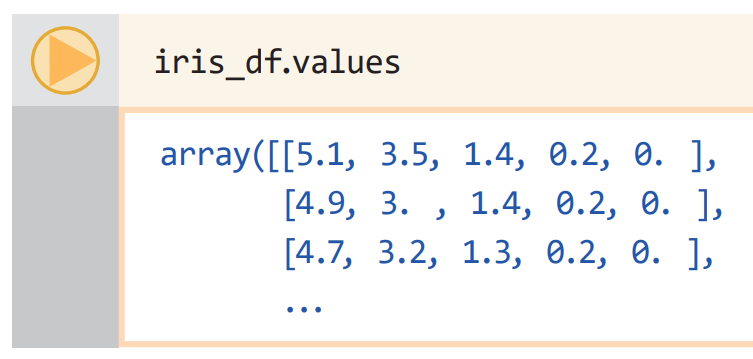 iris_df.values
array([[5.1, 3.5, 1.4, 0.2, 0. ],
[4.9, 3. , 1.4, 0.2, 0. ],
[4.7, 3.2, 1.3, 0.2, 0. ],
...